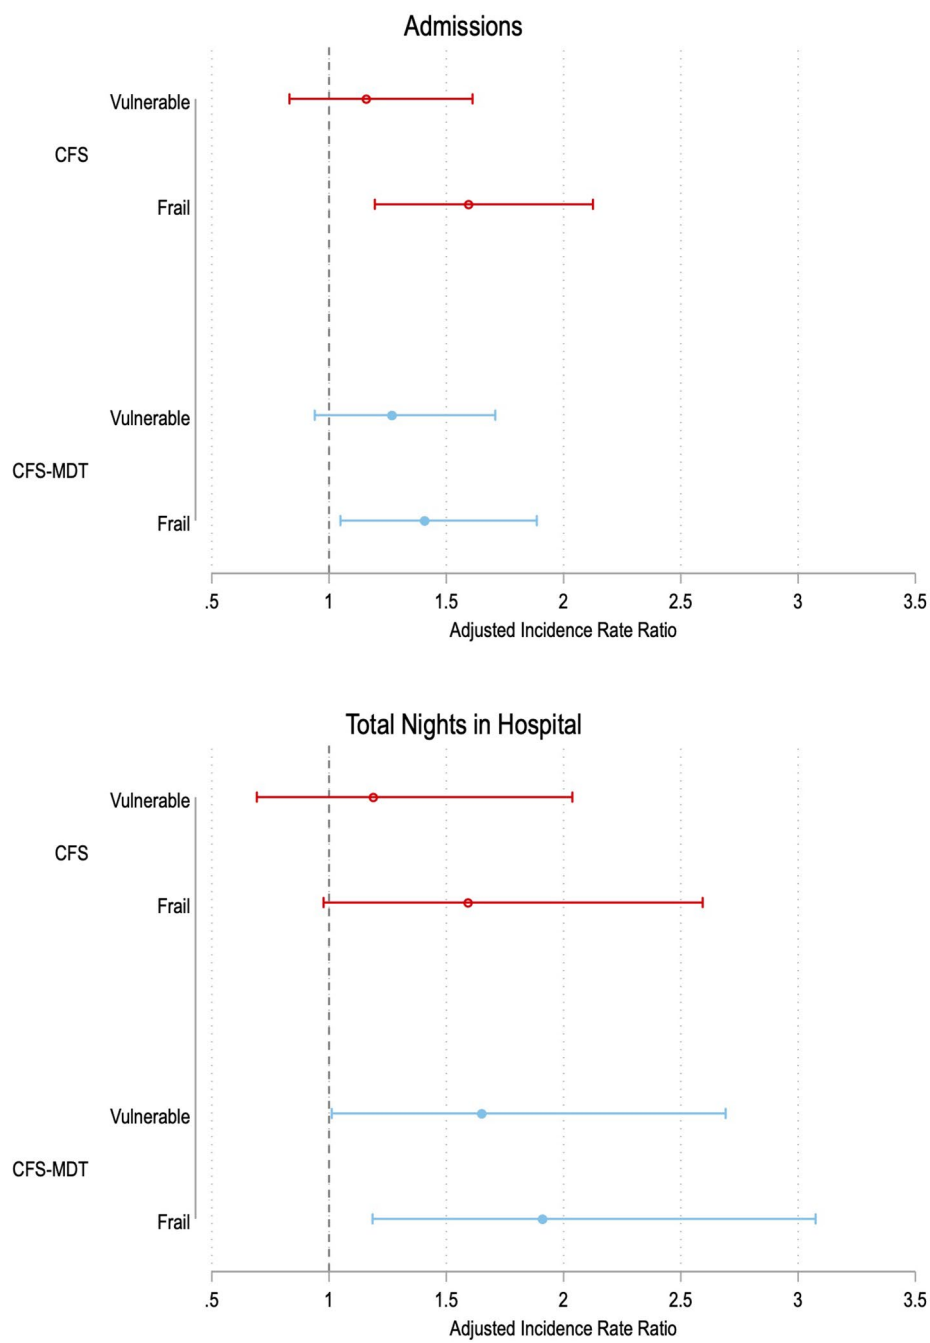 Admissions
Vulnerable
CFS
Frail
Vulnerable
CFS-MDT
Frail
.5 1 1.5 2 2.5 3 3.5
Adjusted Incidence Rate Ratio
Total Nights in Hospital
Vulnerable
CFS
Frail
Vulnerable
CFS-MDT
Frail
.5 1 1.5 2 2.5 3 3.5
Adjusted Incidence Rate Ratio